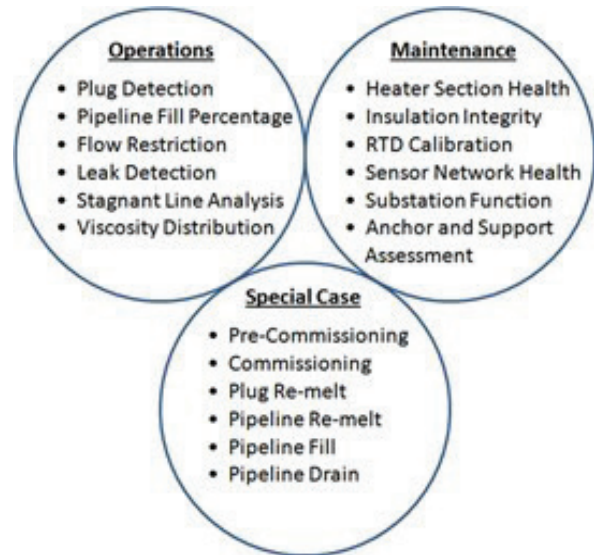 Operations
• Plug Detection
• Pipeline Fill Percentage
• Flow Restriction
• Leak Detection
• Stagnant Line Analysis
• Viscosity Distribution
Maintenance
• Heater Section Health
• Insulation Integrity
• RTD Calibration
• Sensor Network Health
• Substation Function
• Anchor and Support
Assessment
Special Case
• Pre-Commissioning
• Commissioning
• Plug Re-melt
• Pipeline Re-melt
• Pipeline Fill
• Pipeline Drain